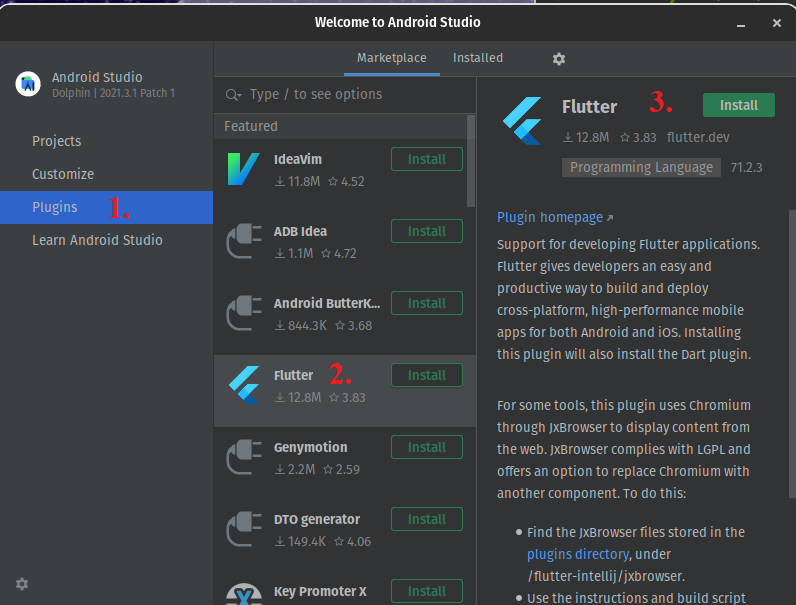 Welcome to Android Studio
Marketplace Installed
Android Studio
Dolphin | 2021.3.1 Patch 1
Projects
Customize
Plugins 1.
Learn Android Studio
Type / to see options
Featured
IdeaVim Install
11.8M 4.52
ADB Idea Install
1.1M 4.72
Android ButterK... Install
844.3K 3.68
Flutter 2. Install
12.8M 3.83
Genymotion Install
2.2M 2.59
DTO generator Install
149.4K 4.06
Key Promoter X Install
Flutter 3. Install
12.8M 3.83 flutter.dev
Programming Language 71.2.3
Plugin homepage ↗
Support for developing Flutter applications.
Flutter gives developers an easy and
productive way to build and deploy
cross-platform, high-performance mobile
apps for both Android and iOS. Installing
this plugin will also install the Dart plugin.
For some tools, this plugin uses Chromium
through JxBrowser to display content from
the web. JxBrowser complies with LGPL and
offers an option to replace Chromium with
another component. To do this:
• Find the JxBrowser files stored in the
plugins directory, under
/flutter-intellij/jxbrowser.
• Use the instructions and build script